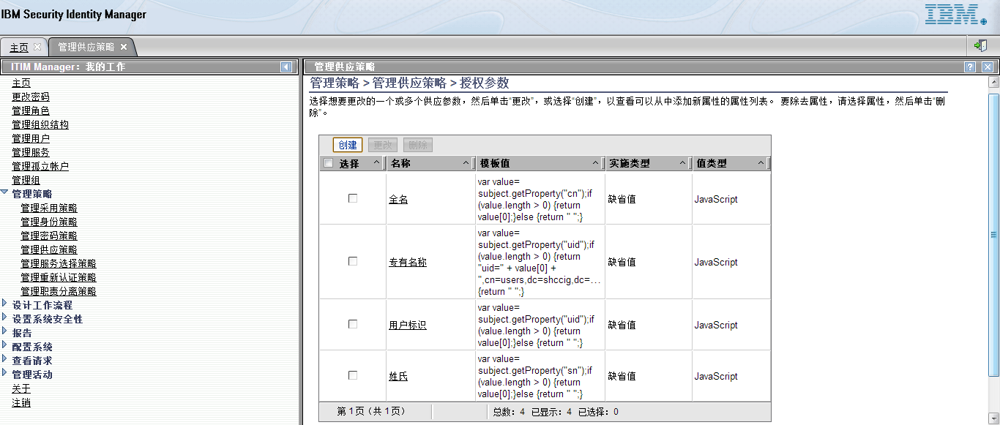 IBM Security Identity Manager
IBM
主页
管理供应策略
ITIM Manager：我的工作
主页
更改密码
管理角色
管理组织结构
管理用户
管理服务
管理孤立帐户
管理组
管理策略
管理采用策略
管理身份策略
管理密码策略
管理供应策略
管理服务选择策略
管理重新认证策略
管理职责分离策略
设计工作流程
设置系统安全性
报告
配置系统
查看请求
管理活动
关于
注销
管理供应策略
?
管理策略 > 管理供应策略 > 授权参数
选择想要更改的一个或多个供应参数，然后单击“更改”，或选择“创建”，以查看可以从中添加新属性的属性列表。 要除去属性，请选择属性，然后单击“删
除”。
创建 更改 删除
选择 名称 模板值 实施类型 值类型
全名
var value=
subject.getProperty("cn");if
(value.length > 0) {return
value[0];}else {return " ";}
缺省值
JavaScript
专有名称
var value=
subject.getProperty("uid");if
(value.length > 0) {return
"uid=" + value[0] +
",cn=users,dc=shccig,dc=…
{return " ";}
缺省值
JavaScript
用户标识
var value=
subject.getProperty("uid");if
(value.length > 0) {return
value[0];}else {return " ";}
缺省值
JavaScript
姓氏
var value=
subject.getProperty("sn");if
(value.length > 0) {return
value[0];}else {return " ";}
缺省值
JavaScript
第 1 页（共 1 页） 总数：4 已显示：4 已选择：0